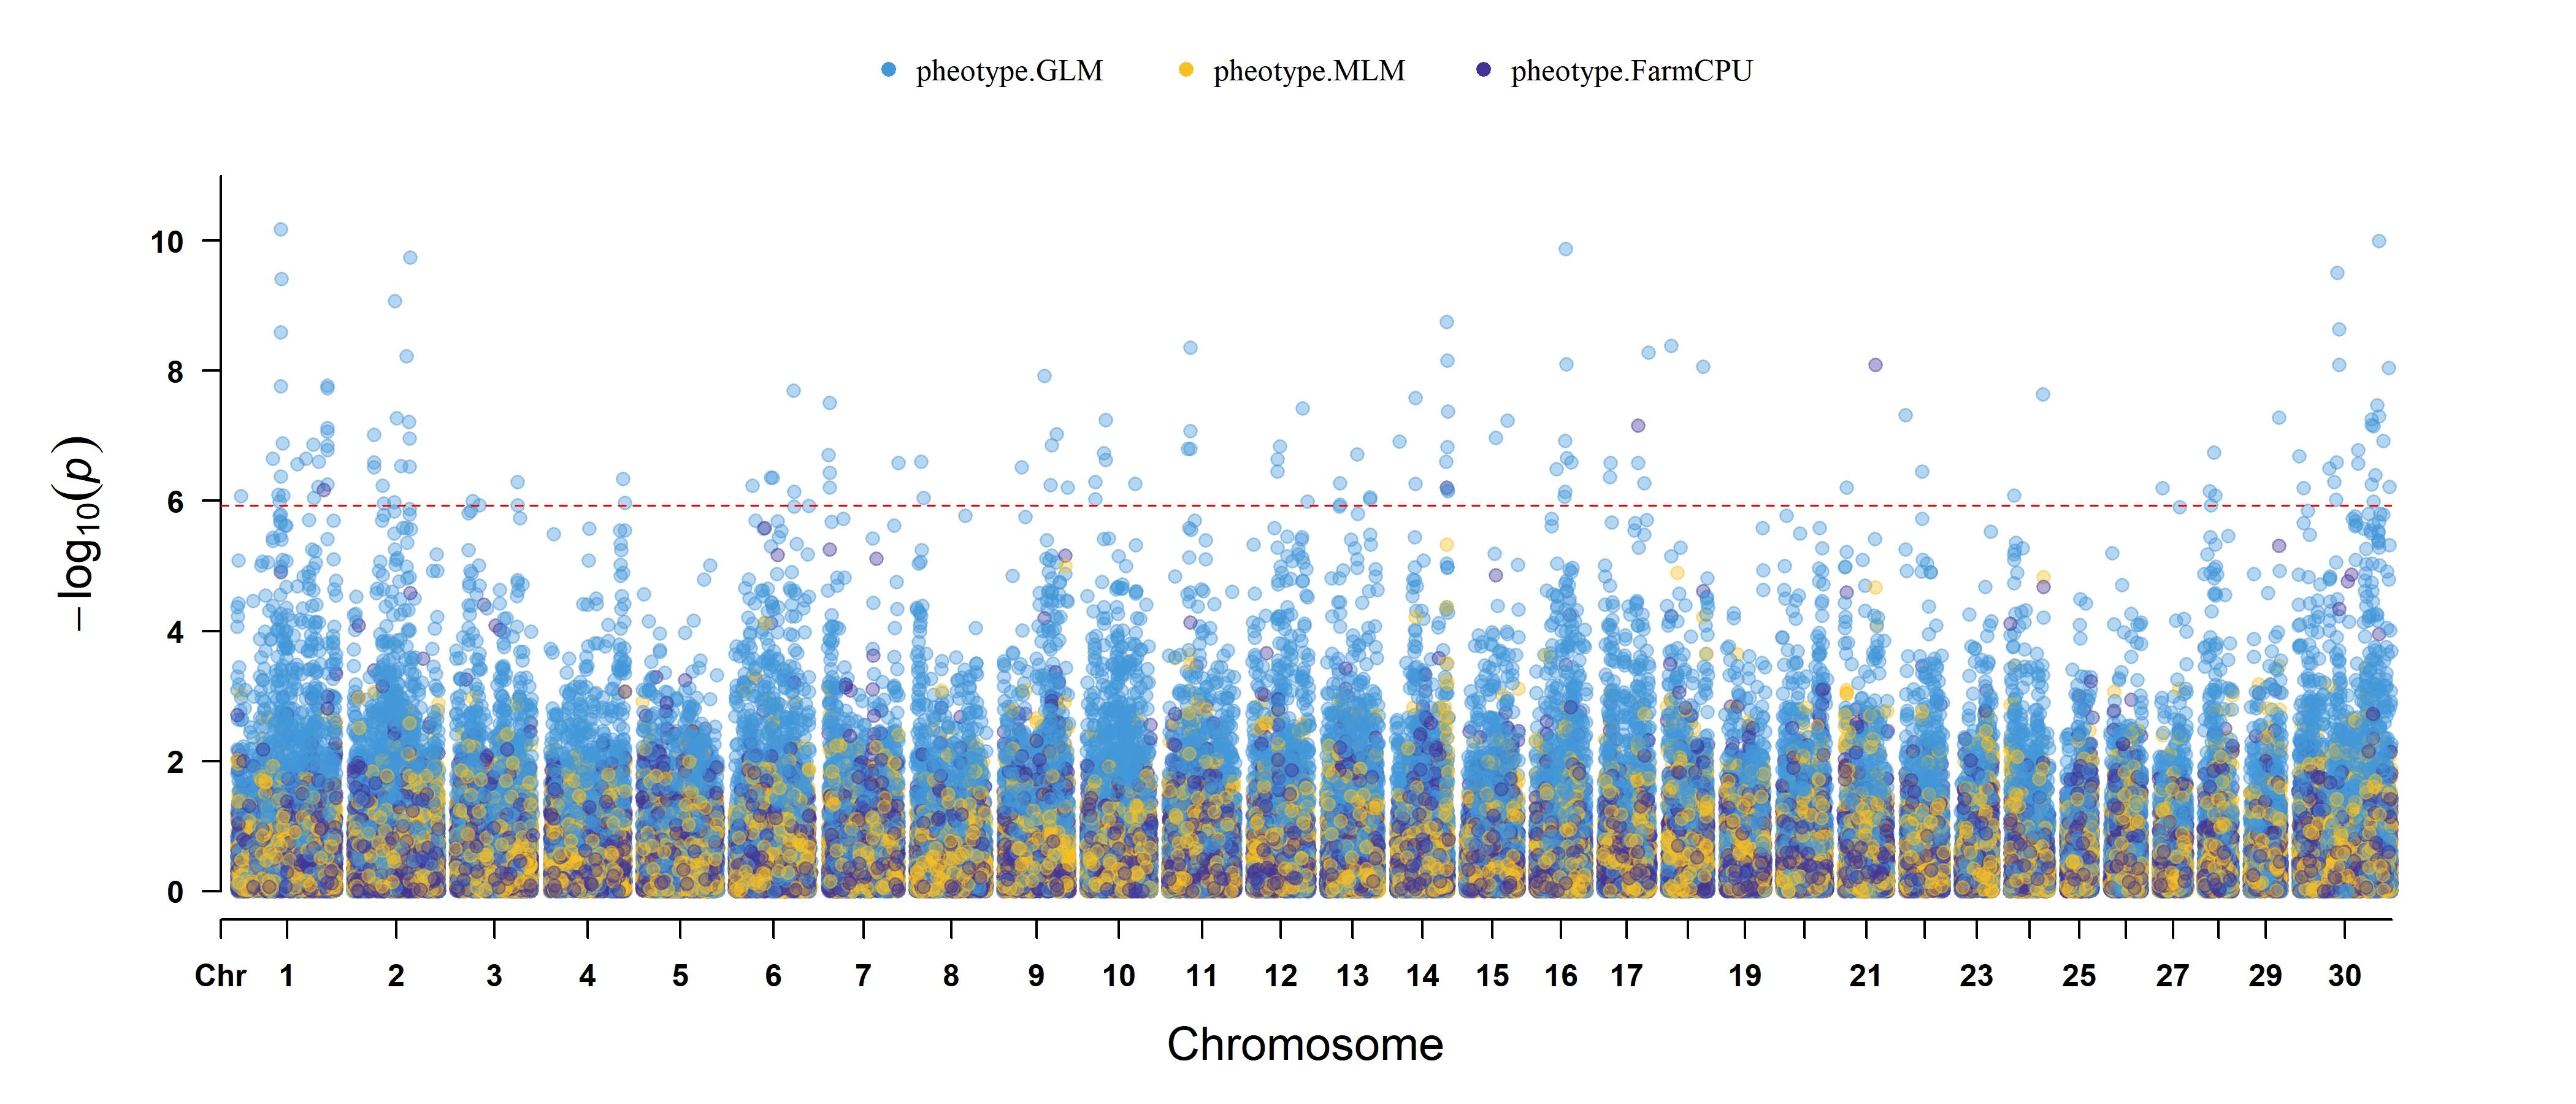 pheotype.GLM pheotype.MLM pheotype.FarmCPU
−log10(p)
10
8
6
4
2
0
Chr 1 2 3 4 5 6 7 8 9 10 11 12 13 14 15 16 17 19 21 23 25 27 29 30
Chromosome